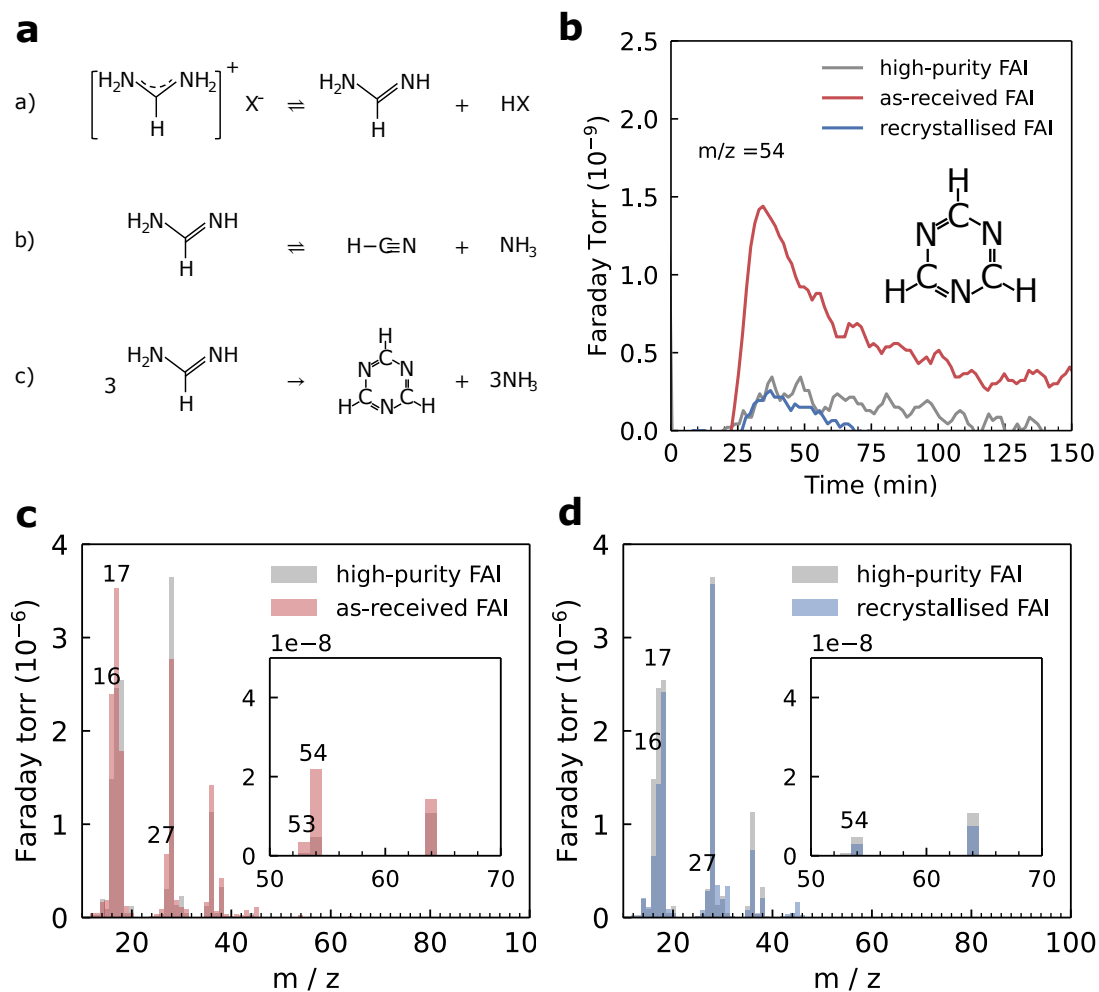 a
a) [H₂N NH₂ H]⁺ X⁻ ⇌ H₂N NH H + HX
b) H₂N NH H ⇌ H–C≡N + NH₃
c) 3 H₂N NH H → H C N N C C H N H + 3NH₃
b
Faraday Torr (10⁻⁹)
2.5
2.0
1.5
1.0
0.5
0.0
high-purity FAI
as-received FAI
recrystallised FAI
m/z =54
H
C
N N
C C
H N H
0 25 50 75 100 125 150
Time (min)
c
Faraday torr (10⁻⁶)
4
3
2
1
0
high-purity FAI
as-received FAI
17
16
27
1e−8
4
2
0
54
53
50 60 70
20 40 60 80 10
m / z
d
Faraday torr (10⁻⁶)
4
3
2
1
0
high-purity FAI
recrystallised FAI
17
16
27
1e−8
4
2
0
54
50 60 70
20 40 60 80 100
m / z